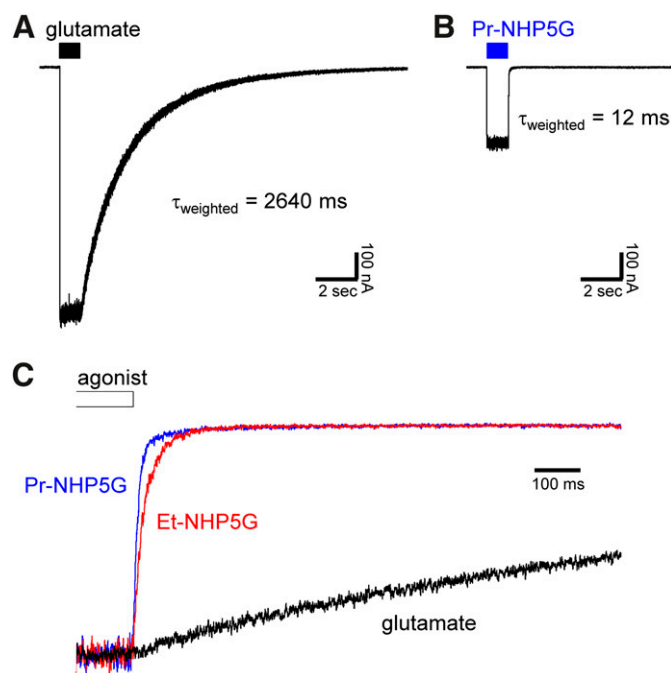 A
glutamate
τweighted = 2640 ms
100 nA
2 sec
B
Pr-NHP5G
τweighted = 12 ms
100 nA
2 sec
C
agonist
Pr-NHP5G
Et-NHP5G
100 ms
glutamate